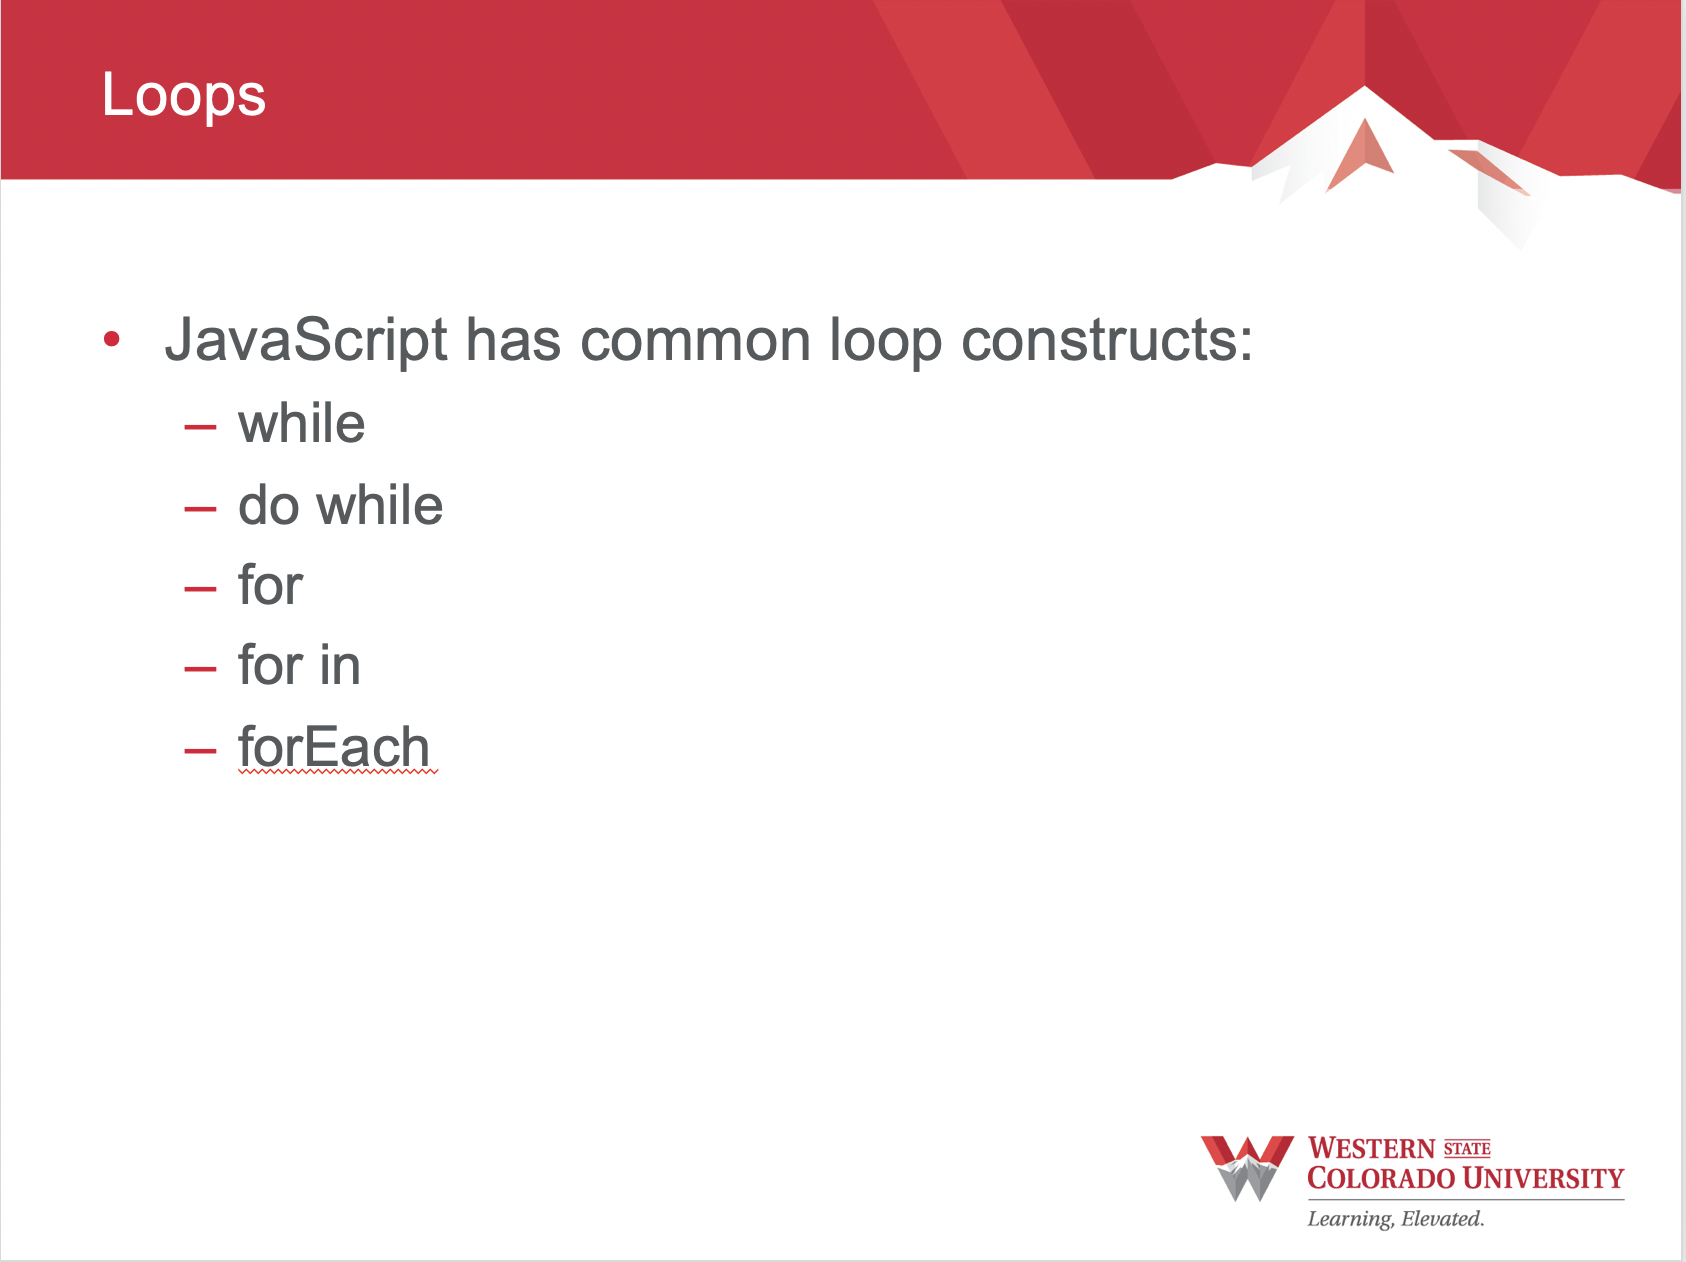 Loops
• JavaScript has common loop constructs:
– while
– do while
– for
– for in
– forEach
WESTERN STATE
COLORADO UNIVERSITY
Learning, Elevated.